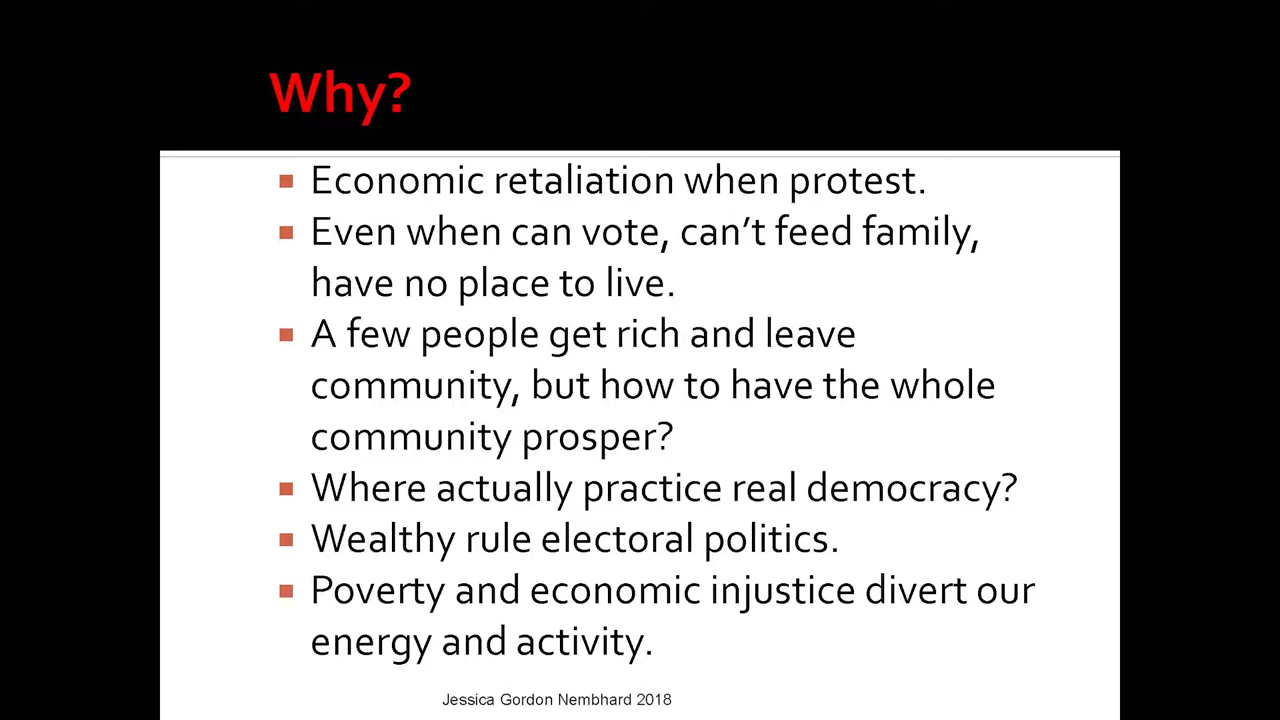 Why?
Economic retaliation when protest.
Even when can vote, can't feed family,
have no place to live.
A few people get rich and leave
community, but how to have the whole
community prosper?
Where actually practice real democracy?
Wealthy rule electoral politics.
Poverty and economic injustice divert our
energy and activity.
Jessica Gordon Nembhard 2018